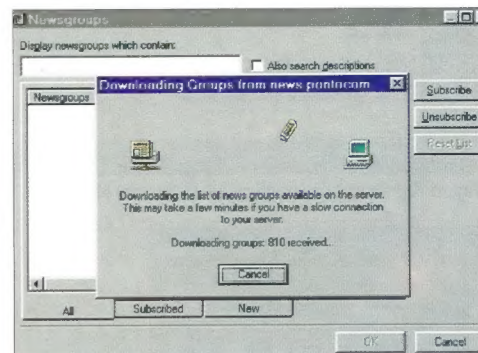 Newsgroups
Display newsgroups which contain:
Also search descriptions
Newsgroups
Subscribe
Unsubscribe
Reset List
Downloading Groups from news pontocom
Downloading the list of news groups available on the server.
This may take a few minutes if you have a slow connection
to your server.
Downloading groups: 810 received...
Cancel
All
Subscribed
New
OK
Cancel